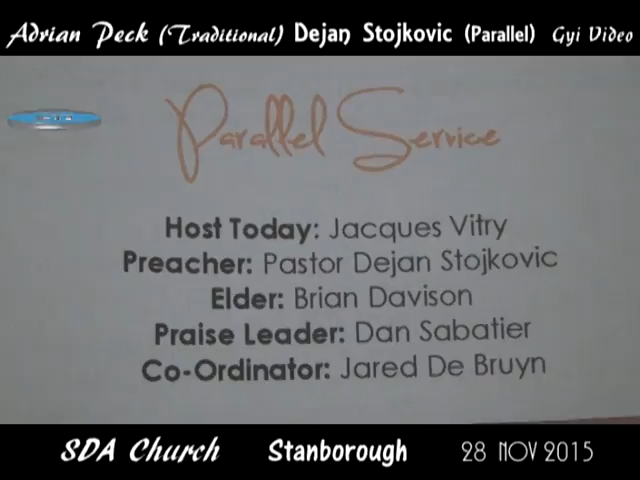 Adrian Peck (Traditional) Dejan Stojkovic (Parallel) Gyi Video
Parallel Service
Host Today: Jacques Vitry
Preacher: Pastor Dejan Stojkovic
Elder: Brian Davison
Praise Leader: Dan Sabatier
Co-Ordinator: Jared De Bruyn
SDA Church Stanborough 28 NOV 2015